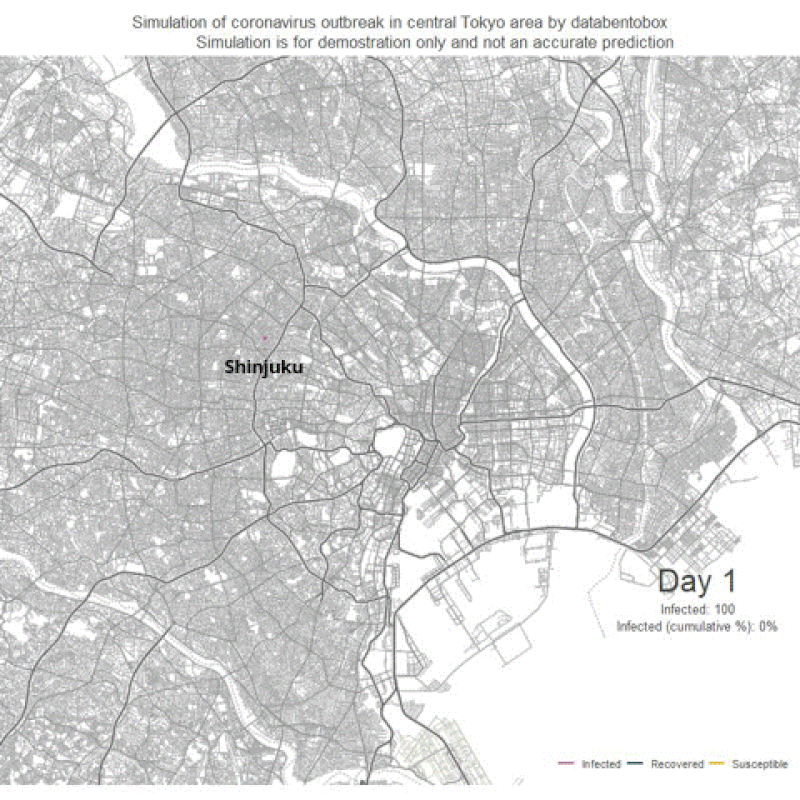 Simulation of coronavirus outbreak in central Tokyo area by databentobox
Simulation is for demostration only and not an accurate prediction
Shinjuku
Day 1
Infected: 100
Infected (cumulative %): 0%
Infected Recovered Susceptible